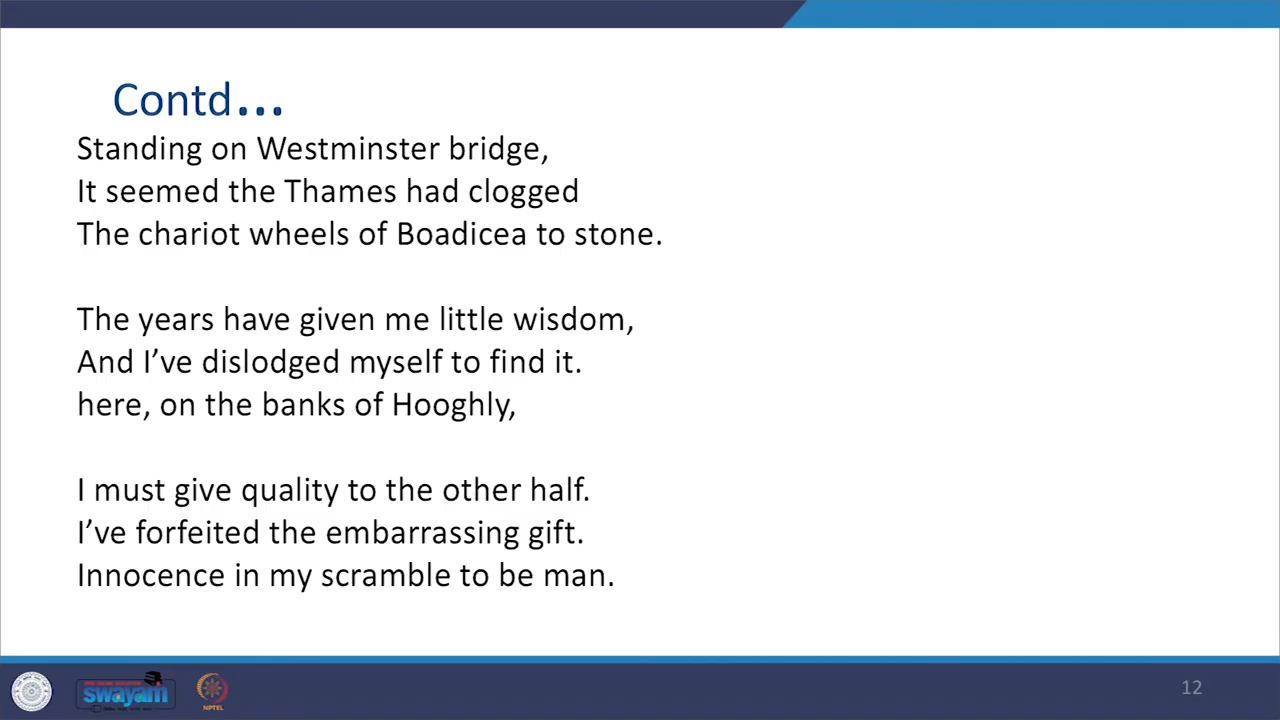 Contd...
Standing on Westminster bridge,
It seemed the Thames had clogged
The chariot wheels of Boadicea to stone.
The years have given me little wisdom,
And I’ve dislodged myself to find it.
here, on the banks of Hooghly,
I must give quality to the other half.
I’ve forfeited the embarrassing gift.
Innocence in my scramble to be man.
swayam
NPTEL
12